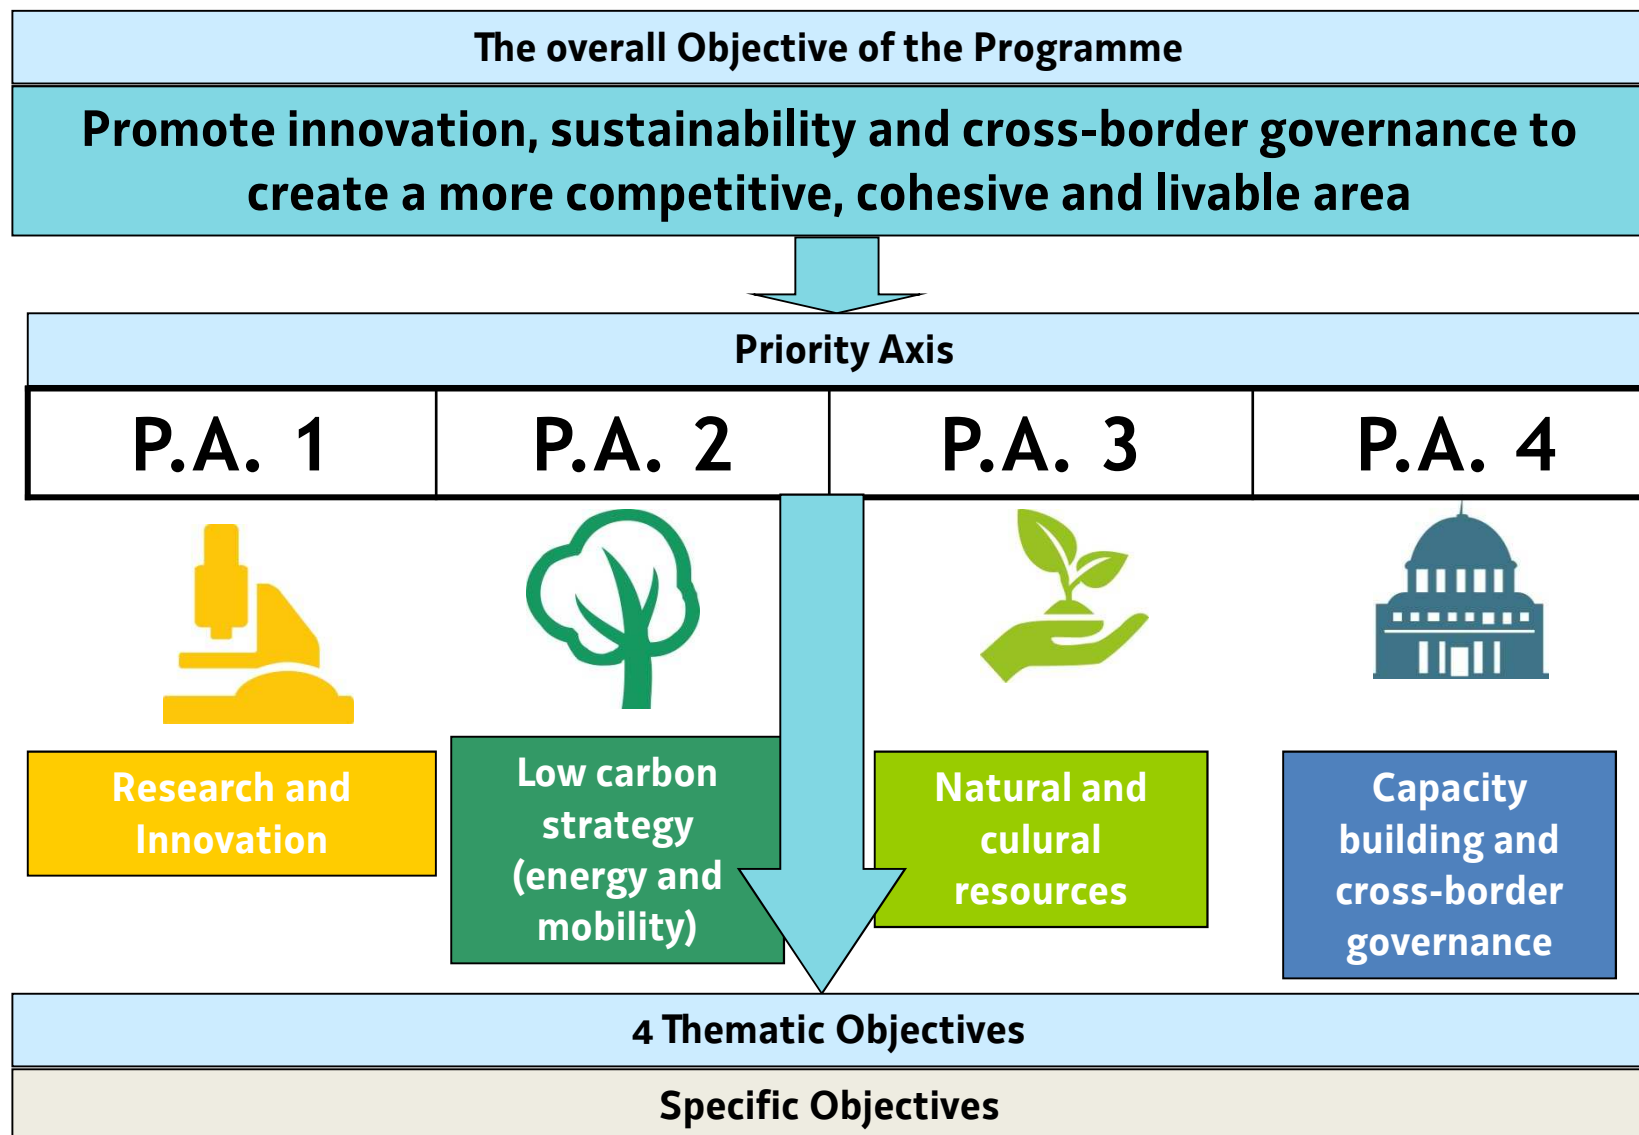 The overall Objective of the Programme
Promote innovation, sustainability and cross-border governance to
create a more competitive, cohesive and livable area
Priority Axis
P.A. 1
P.A. 2
P.A. 3
P.A. 4
Research and
Innovation
Low carbon
strategy
(energy and
mobility)
Natural and
culural
resources
Capacity
building and
cross-border
governance
4 Thematic Objectives
Specific Objectives